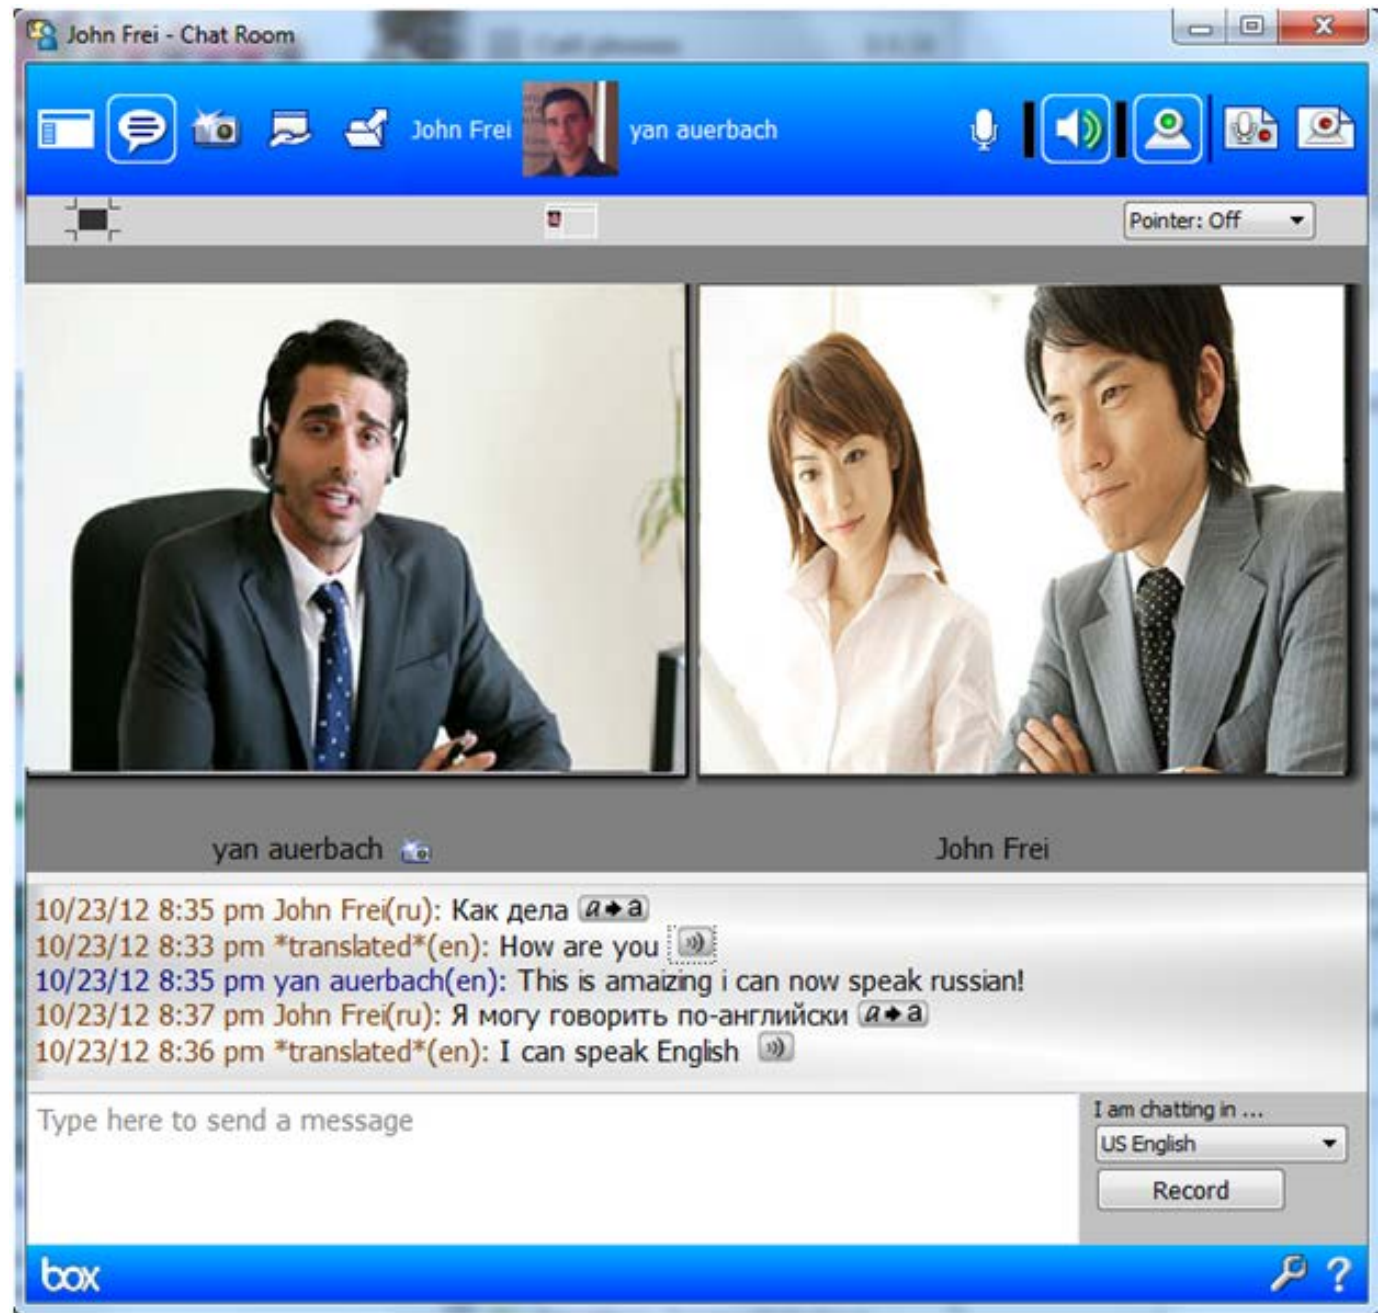 John Frei - Chat Room
John Frei
yan auerbach
Pointer: Off
yan auerbach
John Frei
10/23/12 8:35 pm John Frei(ru): Как дела a➔a
10/23/12 8:33 pm *translated*(en): How are you
10/23/12 8:35 pm yan auerbach(en): This is amaizing i can now speak russian!
10/23/12 8:37 pm John Frei(ru): Я могу говорить по-английски a➔a
10/23/12 8:36 pm *translated*(en): I can speak English
Type here to send a message
I am chatting in ...
US English
Record
box
?